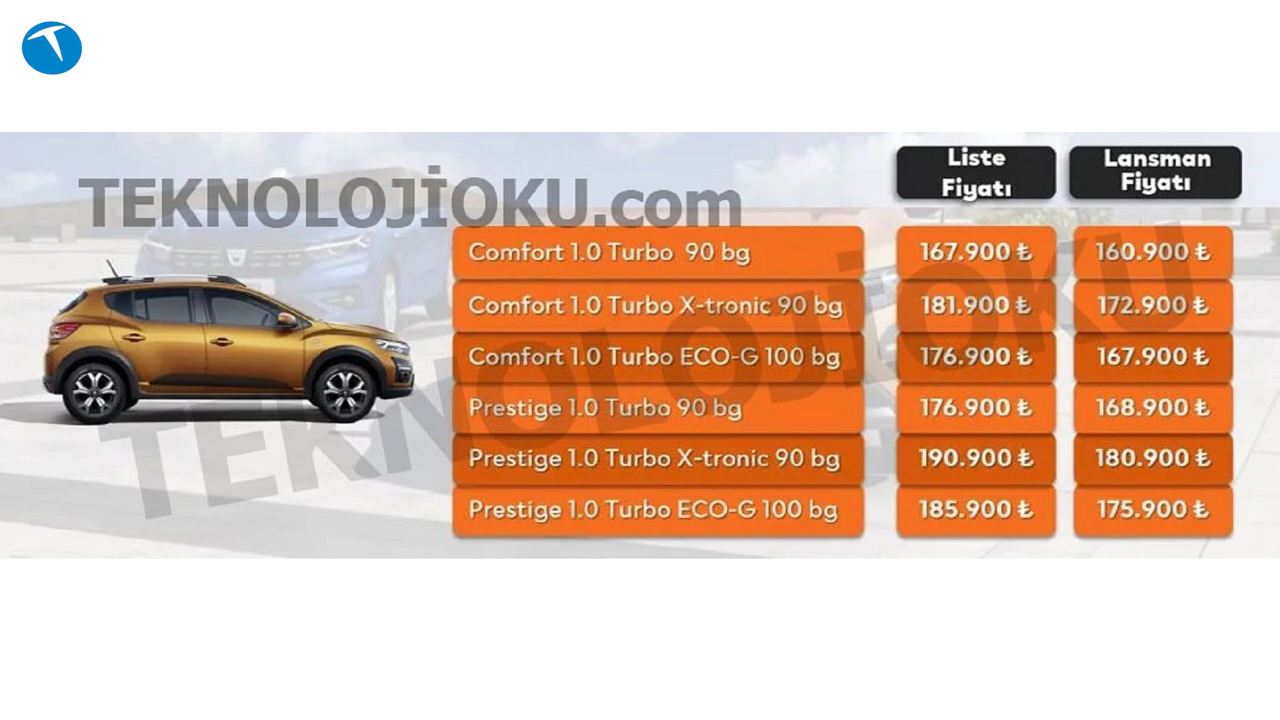 TEKNOLOJİOKU.com
Liste
Fiyatı
Lansman
Fiyatı
Comfort 1.0 Turbo 90 bg 167.900 ₺ 160.900 ₺
Comfort 1.0 Turbo X-tronic 90 bg 181.900 ₺ 172.900 ₺
Comfort 1.0 Turbo ECO-G 100 bg 176.900 ₺ 167.900 ₺
Prestige 1.0 Turbo 90 bg 176.900 ₺ 168.900 ₺
Prestige 1.0 Turbo X-tronic 90 bg 190.900 ₺ 180.900 ₺
Prestige 1.0 Turbo ECO-G 100 bg 185.900 ₺ 175.900 ₺
TEKNOLOJİOKU